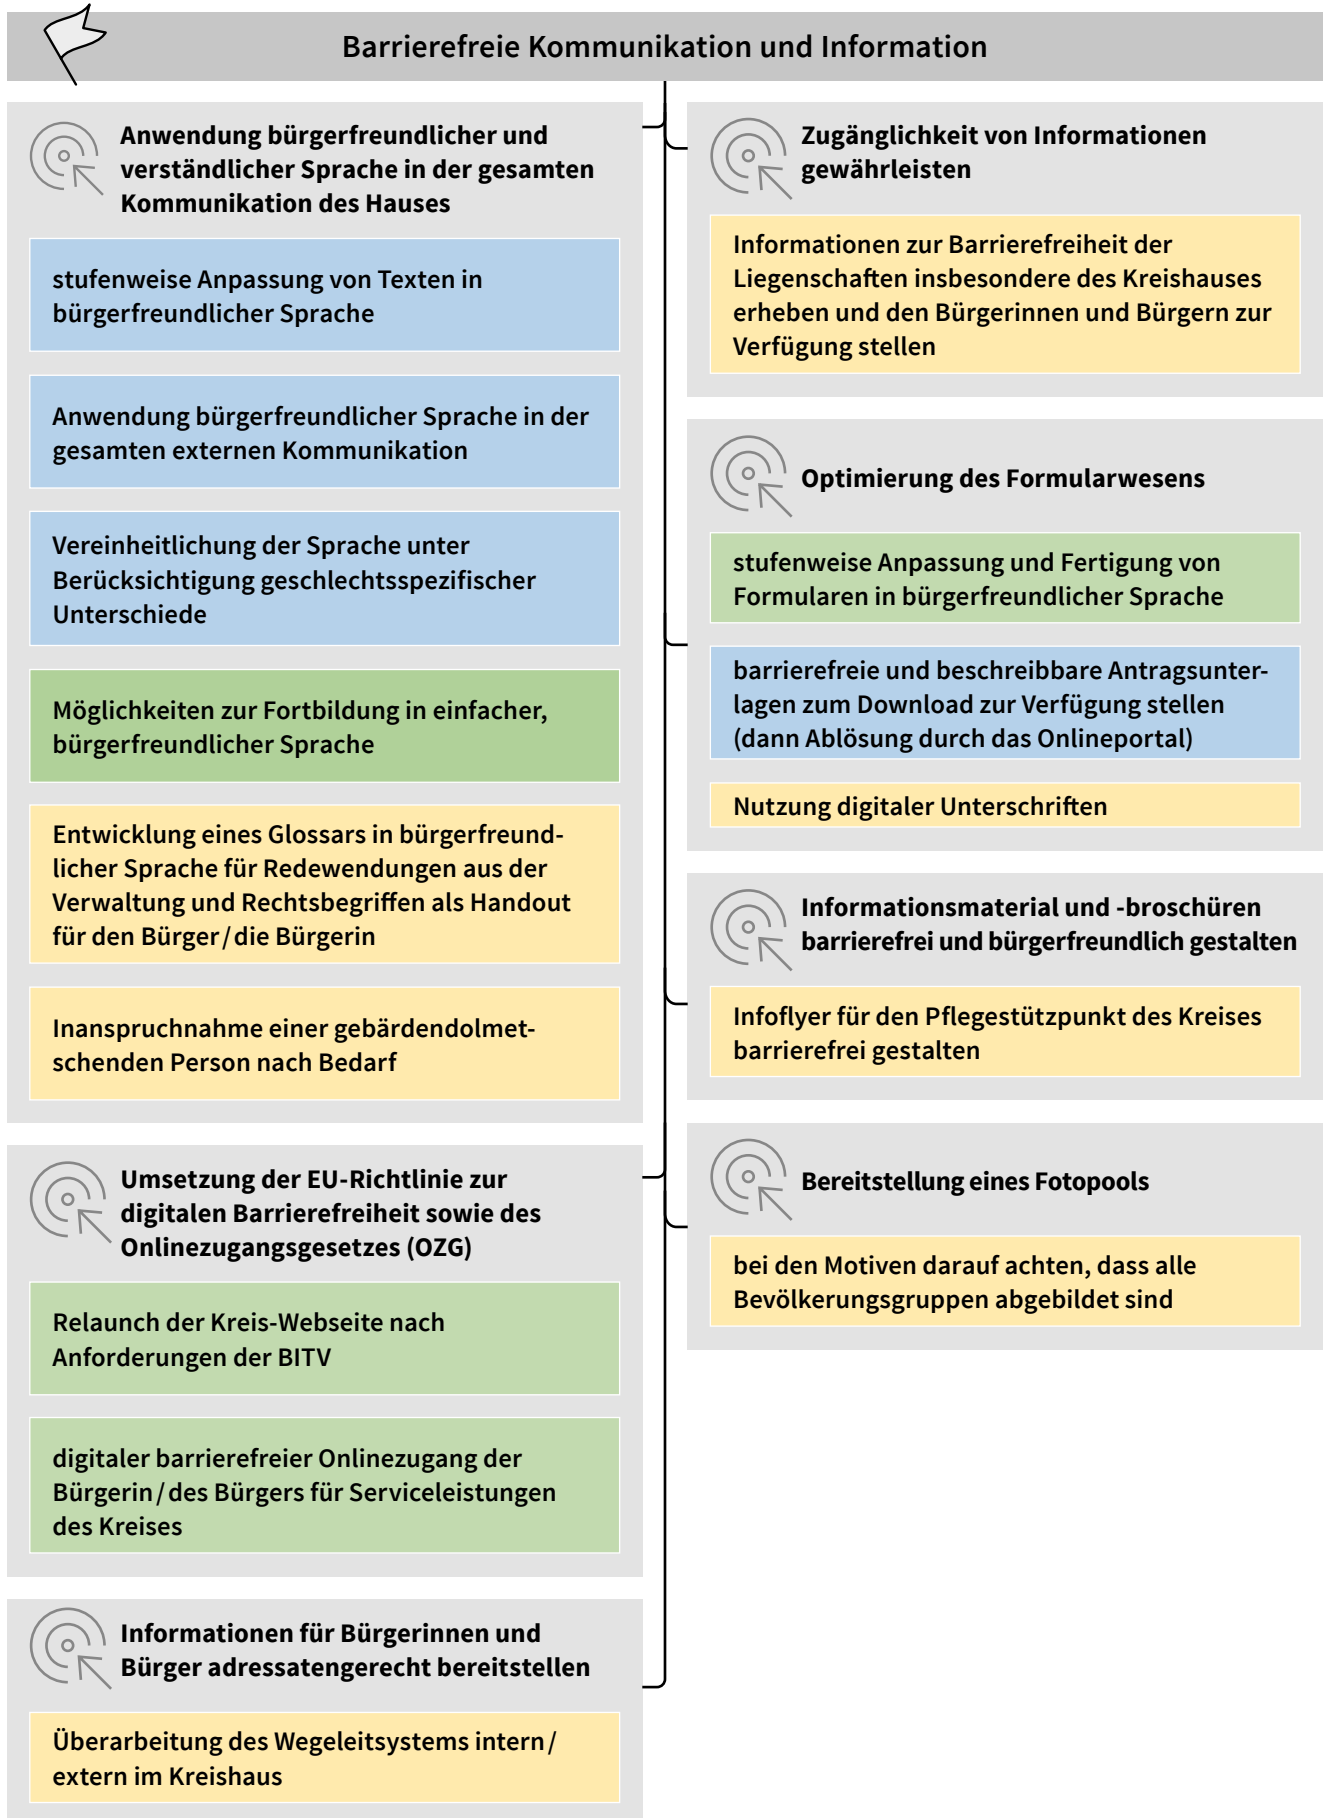 Barrierefreie Kommunikation und Information
Anwendung bürgerfreundlicher und
verständlicher Sprache in der gesamten
Kommunikation des Hauses
stufenweise Anpassung von Texten in
bürgerfreundlicher Sprache
Anwendung bürgerfreundlicher Sprache in der
gesamten externen Kommunikation
Vereinheitlichung der Sprache unter
Berücksichtigung geschlechtsspezifischer
Unterschiede
Möglichkeiten zur Fortbildung in einfacher,
bürgerfreundlicher Sprache
Entwicklung eines Glossars in bürgerfreund-
licher Sprache für Redewendungen aus der
Verwaltung und Rechtsbegriffen als Handout
für den Bürger/die Bürgerin
Inanspruchnahme einer gebärdendolmet-
schenden Person nach Bedarf
Umsetzung der EU-Richtlinie zur
digitalen Barrierefreiheit sowie des
Onlinezugangsgesetzes (OZG)
Relaunch der Kreis-Webseite nach
Anforderungen der BITV
digitaler barrierefreier Onlinezugang der
Bürgerin/des Bürgers für Serviceleistungen
des Kreises
Informationen für Bürgerinnen und
Bürger adressatengerecht bereitstellen
Überarbeitung des Wegeleitsystems intern/
extern im Kreishaus
Zugänglichkeit von Informationen
gewährleisten
Informationen zur Barrierefreiheit der
Liegenschaften insbesondere des Kreishauses
erheben und den Bürgerinnen und Bürgern zur
Verfügung stellen
Optimierung des Formularwesens
stufenweise Anpassung und Fertigung von
Formularen in bürgerfreundlicher Sprache
barrierefreie und beschreibbare Antragsunter-
lagen zum Download zur Verfügung stellen
(dann Ablösung durch das Onlineportal)
Nutzung digitaler Unterschriften
Informationsmaterial und -broschüren
barrierefrei und bürgerfreundlich gestalten
Infoflyer für den Pflegestützpunkt des Kreises
barrierefrei gestalten
Bereitstellung eines Fotopools
bei den Motiven darauf achten, dass alle
Bevölkerungsgruppen abgebildet sind